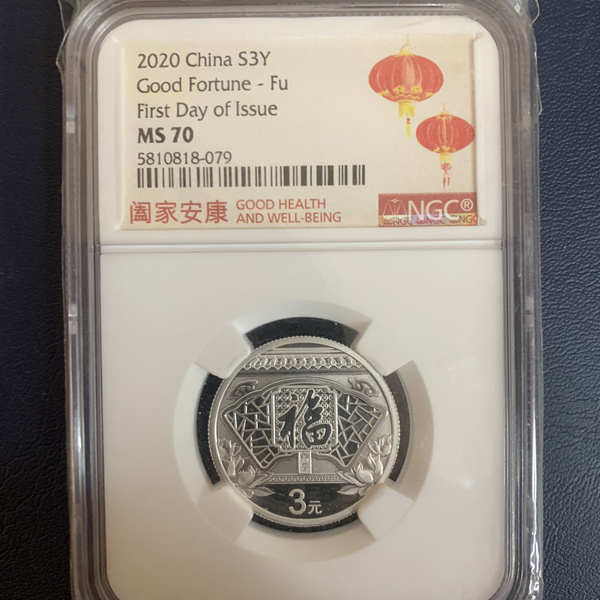 2020 China S3Y
Good Fortune - Fu
First Day of Issue
MS 70
5810818-079
阖家安康 GOOD HEALTH
AND WELL-BEING
NGC®
福
3元